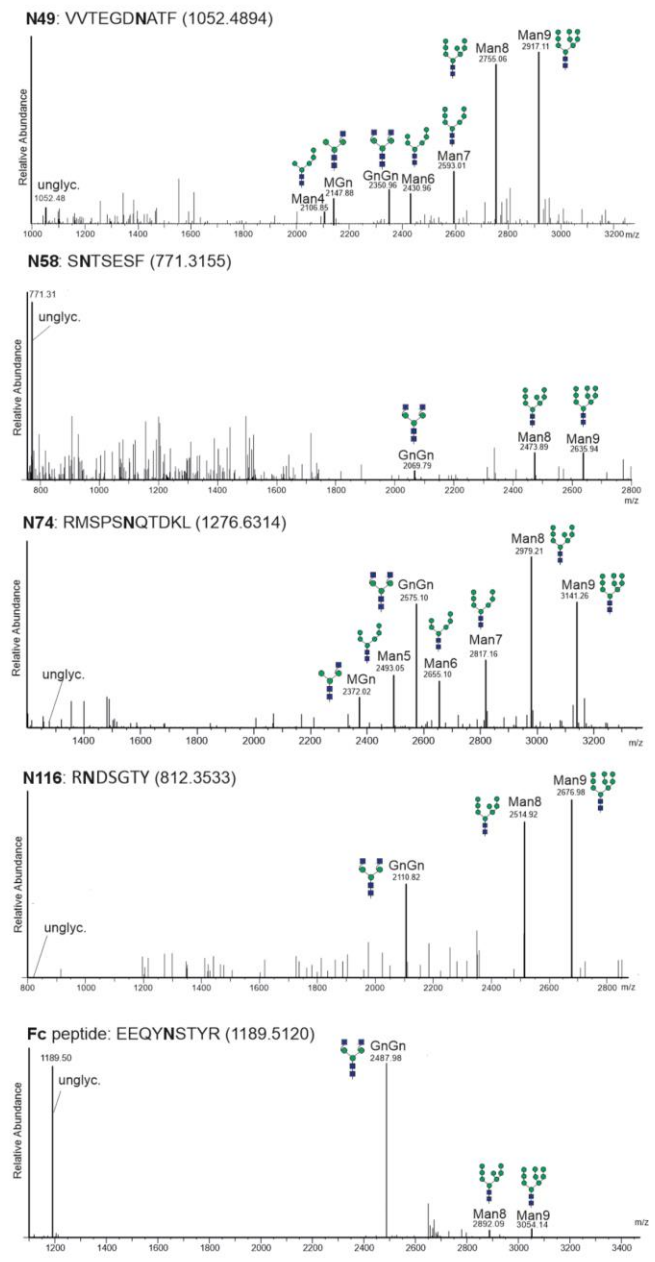 N49: VVTEGDNATF (1052.4894)
Relative Abundance
unglyc.
1052.48
Man4
2106.85
MGn
2147.88
GnGn
2350.96
Man6
2430.96
Man7
2593.01
Man8
2755.06
Man9
2917.11
1000 1200 1400 1600 1800 2000 2200 2400 2600 2800 3000 3200 m/z
N58: SNTSESF (771.3155)
Relative Abundance
771.31
unglyc.
GnGn
2069.79
Man8
2473.89
Man9
2635.94
800 1000 1200 1400 1600 1800 2000 2200 2400 2600 2800
m/z
N74: RMSPSNQTDKL (1276.6314)
Relative Abundance
unglyc.
MGn
2372.02
Man5
2493.05
GnGn
2575.10
Man6
2655.10
Man7
2817.16
Man8
2979.21
Man9
3141.26
1400 1600 1800 2000 2200 2400 2600 2800 3000 3200 m/z
N116: RNDSGTY (812.3533)
Relative Abundance
unglyc.
GnGn
2110.82
Man8
2514.92
Man9
2676.98
800 1000 1200 1400 1600 1800 2000 2200 2400 2600 2800 m/z
Fc peptide: EEQYNSTYR (1189.5120)
Relative Abundance
1189.50
unglyc.
GnGn
2487.98
Man8
2892.09
Man9
3054.14
m/z
1200 1400 1600 1800 2000 2200 2400 2600 2800 3000 3200 3400